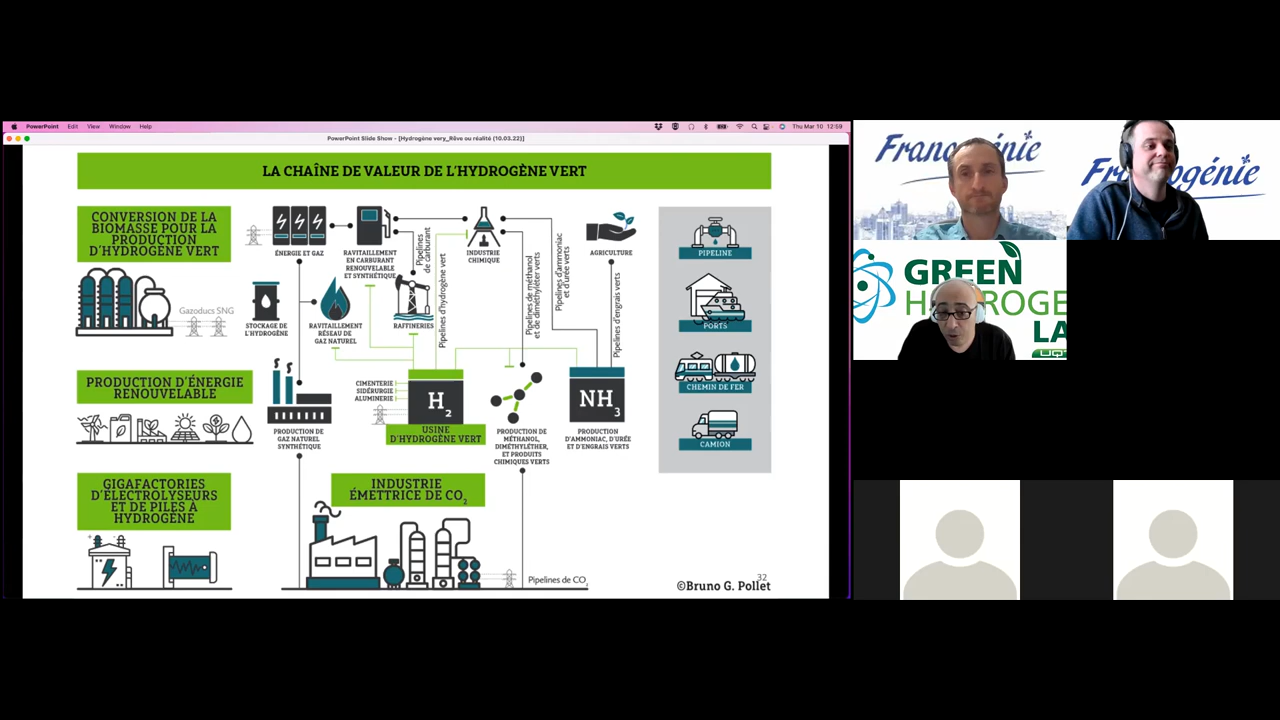 PowerPoint Edit View Window Help
Thu Mar 10 12:59
PowerPoint Slide Show - [Hydrogène very_Rêve ou réalité (10.03.22)]
LA CHAÎNE DE VALEUR DE L'HYDROGÈNE VERT
CONVERSION DE LA
BIOMASSE POUR LA
PRODUCTION
D'HYDROGÈNE VERT
Gazoducs SNG
ÉNERGIE ET GAZ
RAVITAILLEMENT
EN CARBURANT
RENOUVELABLE
ET SYNTHÉTIQUE
Pipelines
de carburant
Pipelines d'hydrogène vert
INDUSTRIE
CHIMIQUE
Pipelines de méthanol
et de diméthyléter verts
Pipelines d'ammoniac
et d'urée verts
AGRICULTURE
Pipelines d'engrais verts
STOCKAGE DE
L'HYDROGÈNE
RAVITAILLEMENT
RÉSEAU DE
GAZ NATUREL
RAFFINERIES
PRODUCTION D'ÉNERGIE
RENOUVELABLE
PRODUCTION DE
GAZ NATUREL
SYNTHÉTIQUE
CIMENTERIE
SIDÉRURGIE
ALUMINERIE
H2
USINE
D'HYDROGÈNE VERT
PRODUCTION DE
MÉTHANOL,
DIMÉTHYLÉTHER,
ET PRODUITS
CHIMIQUES VERTS
NH3
PRODUCTION
D'AMMONIAC, D'URÉE
ET D'ENGRAIS VERTS
GIGAFACTORIES
D'ÉLECTROLYSEURS
ET DE PILES À
HYDROGÈNE
INDUSTRIE
ÉMETTRICE DE CO2
Pipelines de CO2
PIPELINE
PORTS
CHEMIN DE FER
CAMION
32
©Bruno G. Pollet
GREEN
HYDROGE
LA
UQT